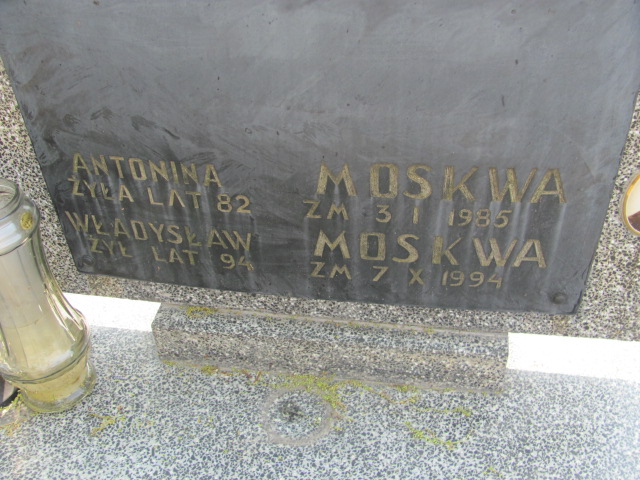 ANTONINA MOSKWA
ŻYŁA LAT 82 ZM 3 I 1985
WŁADYSŁAW MOSKWA
ŻYŁ LAT 94 ZM 7 X 1994